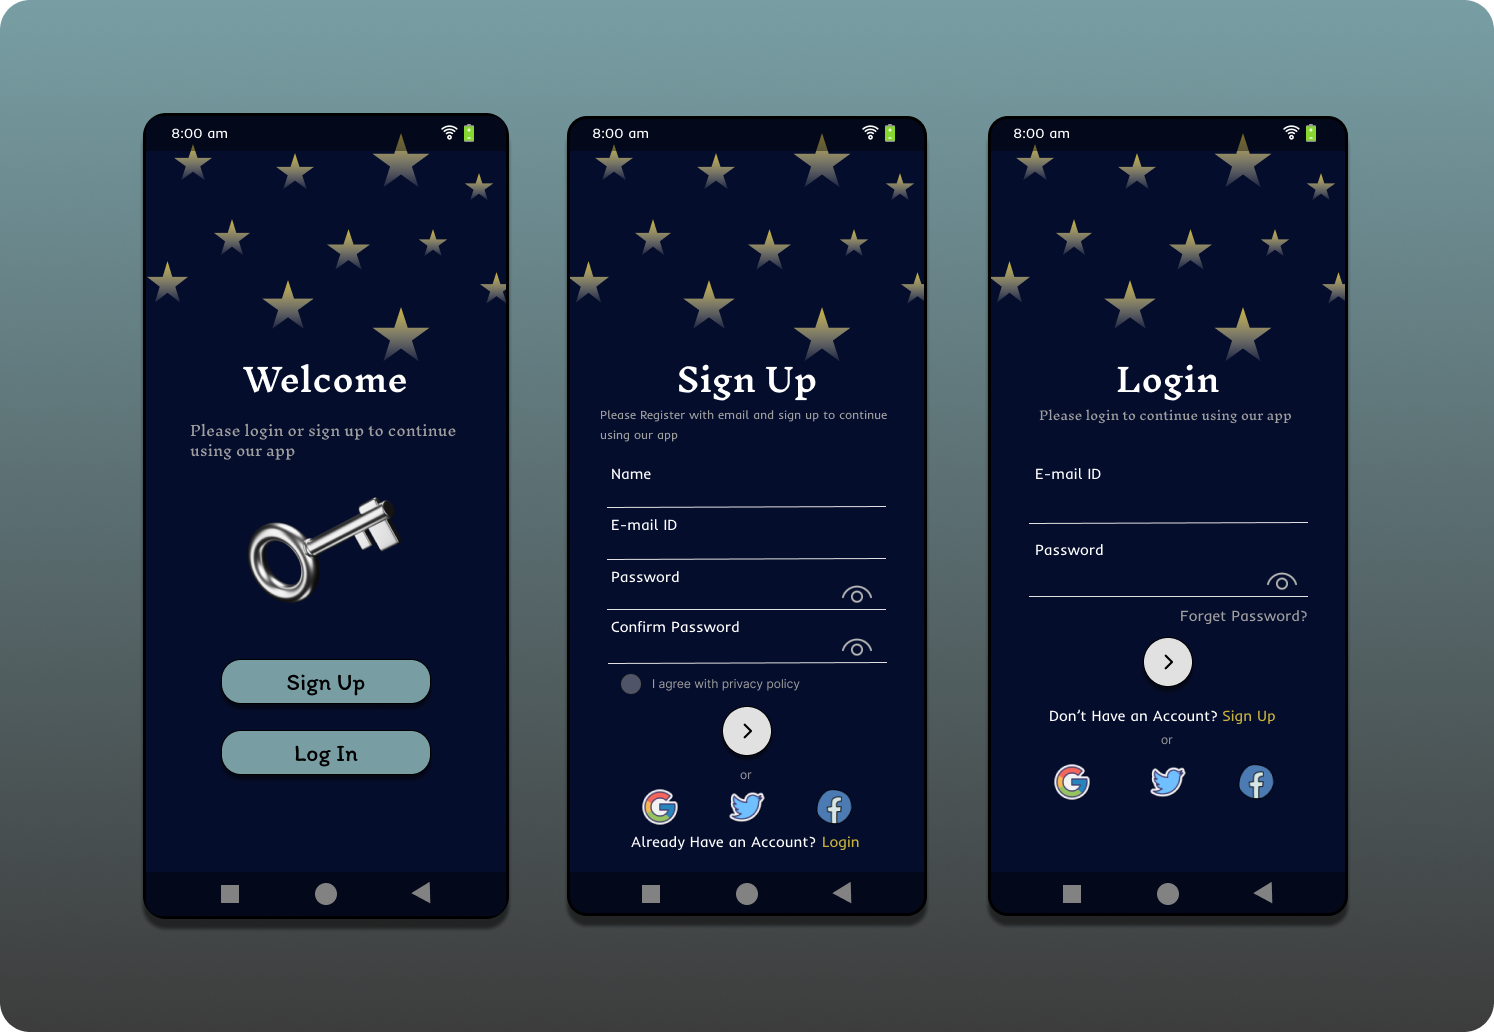 8:00 am
Welcome
Please login or sign up to continue
using our app
Sign Up
Log In
8:00 am
Sign Up
Please Register with email and sign up to continue
using our app
Name
E-mail ID
Password
Confirm Password
I agree with privacy policy
or
Already Have an Account? Login
8:00 am
Login
Please login to continue using our app
E-mail ID
Password
Forget Password?
Don't Have an Account? Sign Up
or